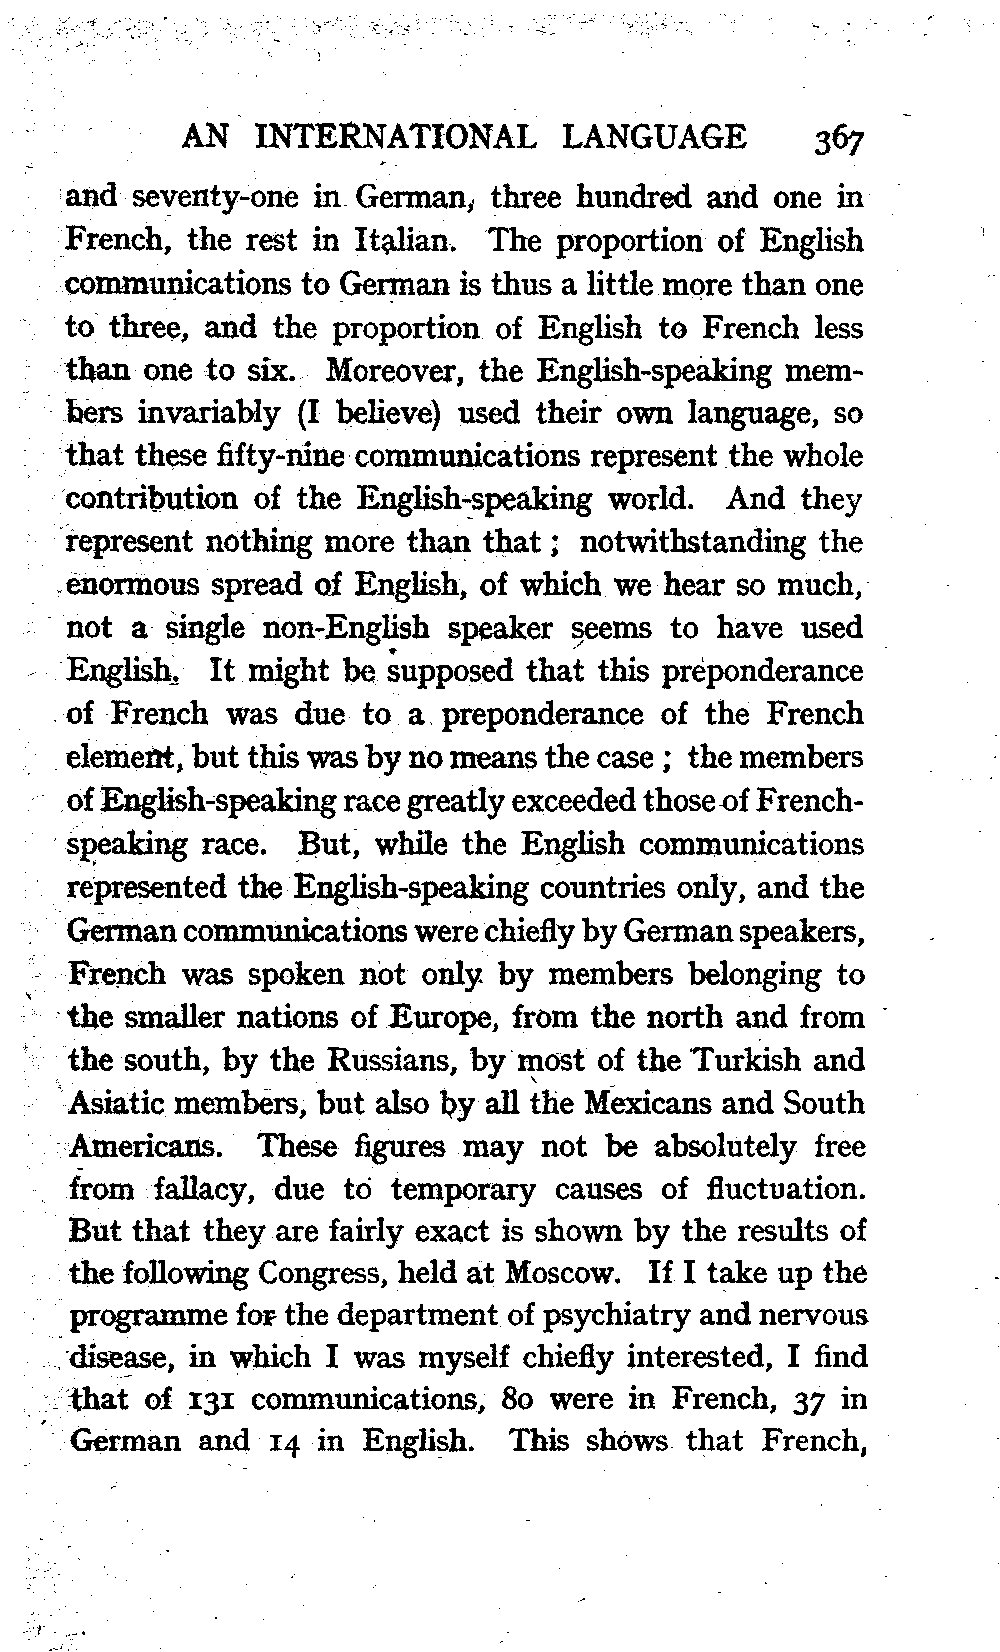 AN INTERNATIONAL LANGUAGE 367
and seventy-one in German, three hundred and one in
French, the rest in Italian. The proportion of English
communications to German is thus a little more than one
to three, and the proportion of English to French less
than one to six. Moreover, the English-speaking mem-
bers invariably (I believe) used their own language, so
that these fifty-nine communications represent the whole
contribution of the English-speaking world. And they
represent nothing more than that ; notwithstanding the
enormous spread of English, of which we hear so much,
not a single non-English speaker seems to have used
English. It might be supposed that this preponderance
of French was due to a preponderance of the French
element, but this was by no means the case ; the members
of English-speaking race greatly exceeded those of French-
speaking race. But, while the English communications
represented the English-speaking countries only, and the
German communications were chiefly by German speakers,
French was spoken not only by members belonging to
the smaller nations of Europe, from the north and from
the south, by the Russians, by most of the Turkish and
Asiatic members, but also by all the Mexicans and South
Americans. These figures may not be absolutely free
from fallacy, due to temporary causes of fluctuation.
But that they are fairly exact is shown by the results of
the following Congress, held at Moscow. If I take up the
programme for the department of psychiatry and nervous
disease, in which I was myself chiefly interested, I find
that of 131 communications, 80 were in French, 37 in
German and 14 in English. This shows that French,